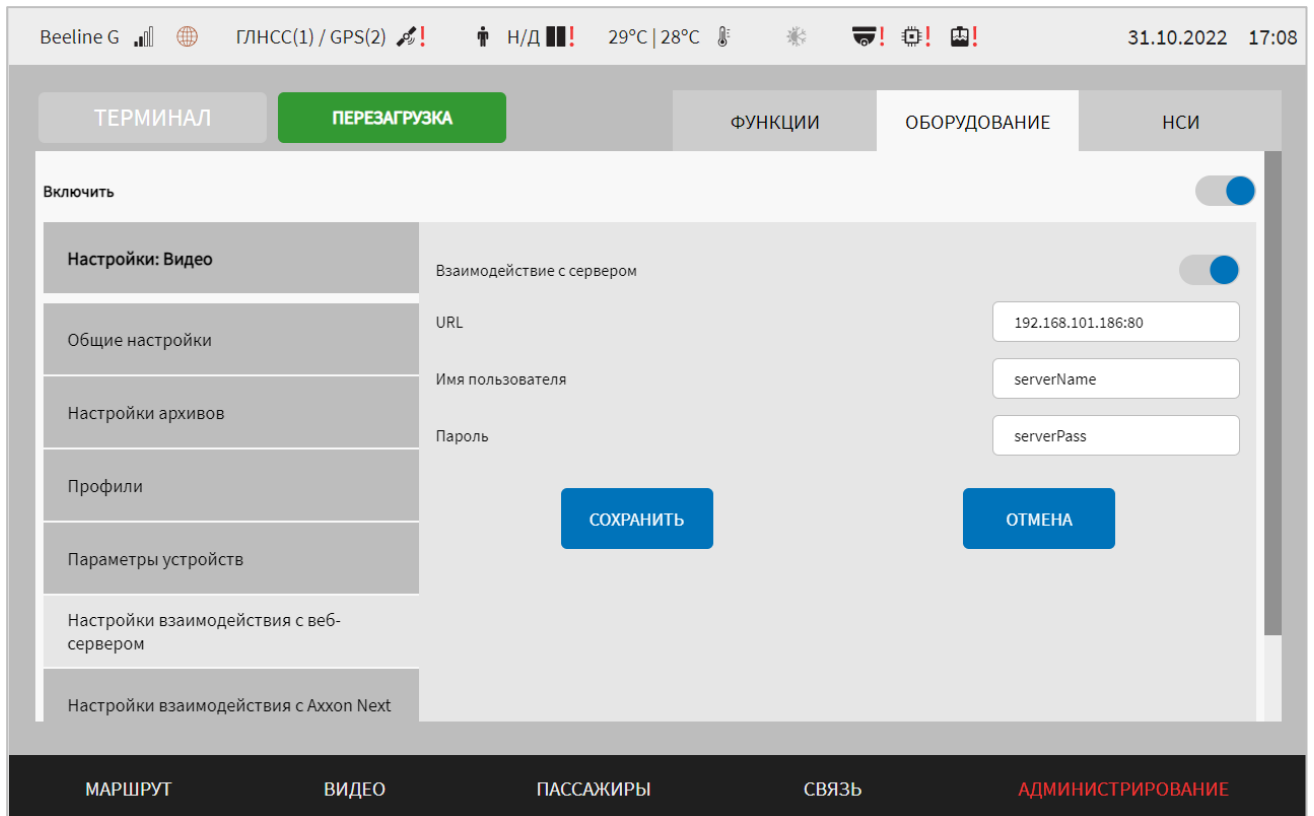 Beeline G ГЛНСС(1) / GPS(2) ! Н/Д ! 29°C | 28°C ! ! ! 31.10.2022 17:08
ТЕРМИНАЛ ПЕРЕЗАГРУЗКА ФУНКЦИИ ОБОРУДОВАНИЕ НСИ
Включить
Настройки: Видео
Общие настройки
Настройки архивов
Профили
Параметры устройств
Настройки взаимодействия с веб-
сервером
Настройки взаимодействия с Axxon Next
Взаимодействие с сервером
URL 192.168.101.186:80
Имя пользователя serverName
Пароль serverPass
СОХРАНИТЬ ОТМЕНА
МАРШРУТ ВИДЕО ПАССАЖИРЫ СВЯЗЬ АДМИНИСТРИРОВАНИЕ